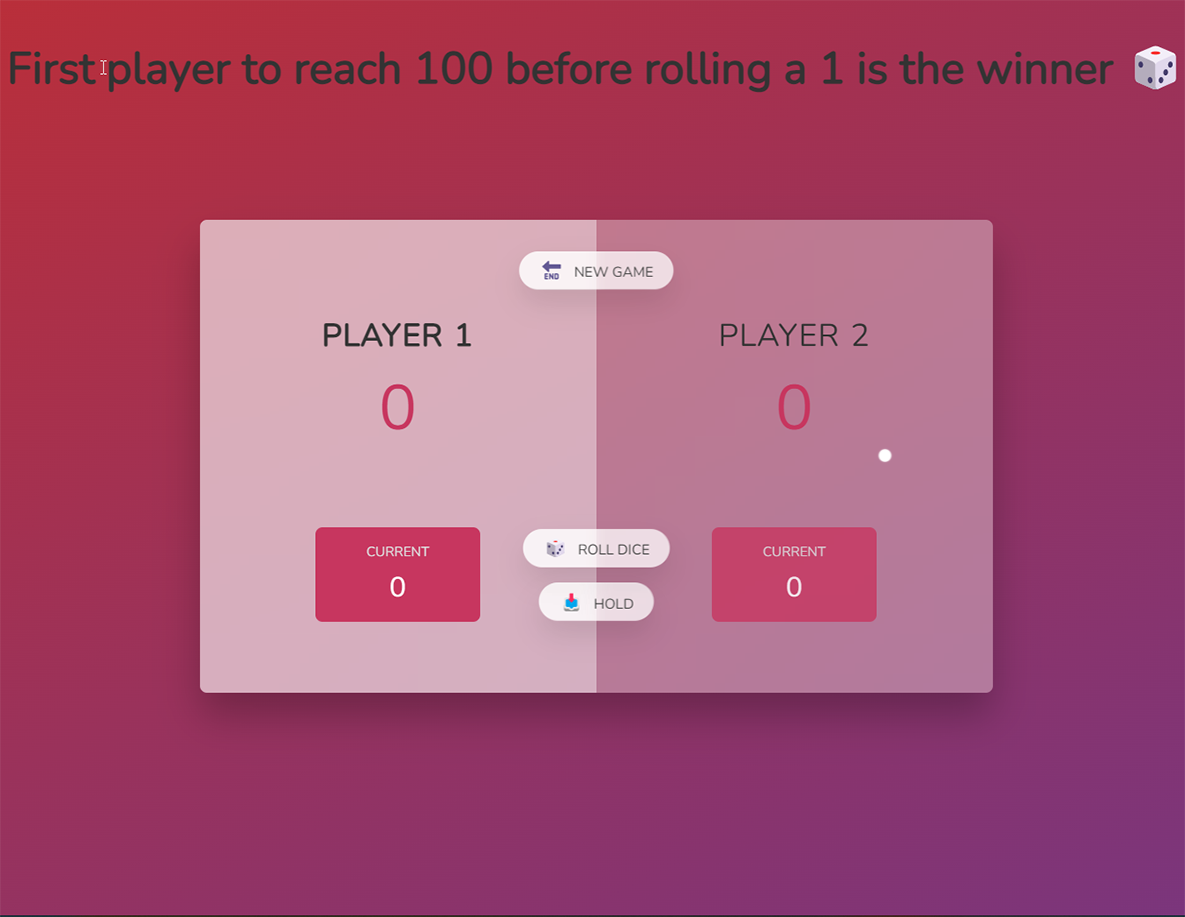 First player to reach 100 before rolling a 1 is the winner
END NEW GAME
PLAYER 1
PLAYER 2
0
0
CURRENT
0
ROLL DICE
HOLD
CURRENT
0